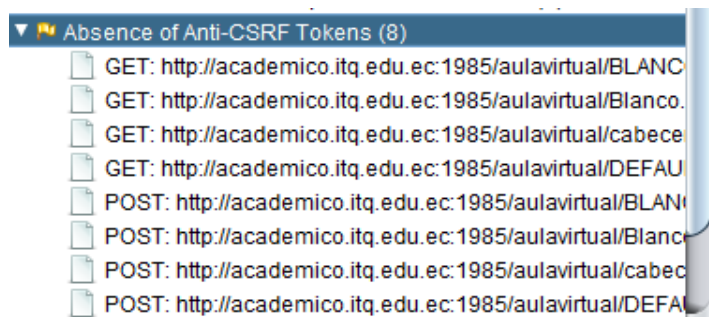 Absence of Anti-CSRF Tokens (8)
GET: http://academico.itq.edu.ec:1985/aulavirtual/BLANC
GET: http://academico.itq.edu.ec:1985/aulavirtual/Blanco.
GET: http://academico.itq.edu.ec:1985/aulavirtual/cabece
GET: http://academico.itq.edu.ec:1985/aulavirtual/DEFAU
POST: http://academico.itq.edu.ec:1985/aulavirtual/BLAN
POST: http://academico.itq.edu.ec:1985/aulavirtual/Blanc
POST: http://academico.itq.edu.ec:1985/aulavirtual/cabec
POST: http://academico.itq.edu.ec:1985/aulavirtual/DEFA